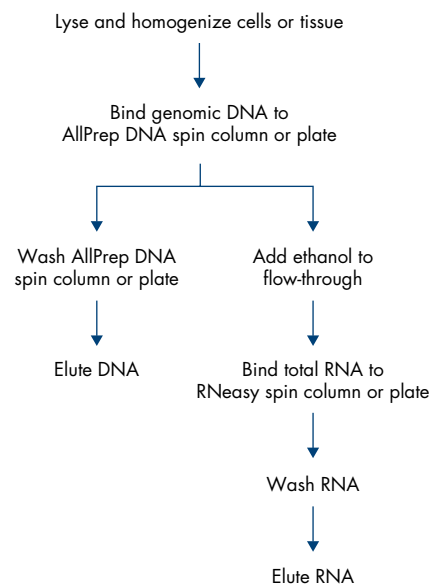 Lyse and homogenize cells or tissue
Bind genomic DNA to
AllPrep DNA spin column or plate
Wash AllPrep DNA
spin column or plate
Elute DNA
Add ethanol to
flow-through
Bind total RNA to
RNeasy spin column or plate
Wash RNA
Elute RNA